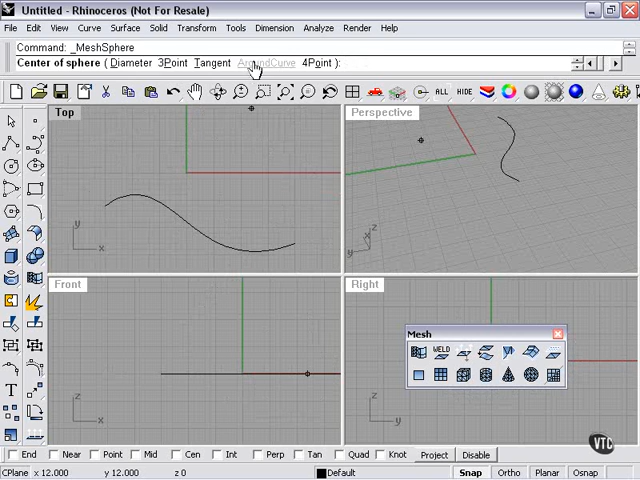 Untitled - Rhinoceros (Not For Resale)
File Edit View Curve Surface Solid Transform Tools Dimension Analyze Render Help
Command: _MeshSphere
Center of sphere ( Diameter 3Point Tangent AroundCurve 4Point ):
ALL HIDE
Top
Perspective
y
x
z
x
y
Front
Right
Mesh
WELD
T
z
x
z
y
VTC
End Near Point Mid Cen Int Perp Tan Quad Knot Project Disable
CPlane x 12.000 y 12.000 z 0 Default Snap Ortho Planar Osnap